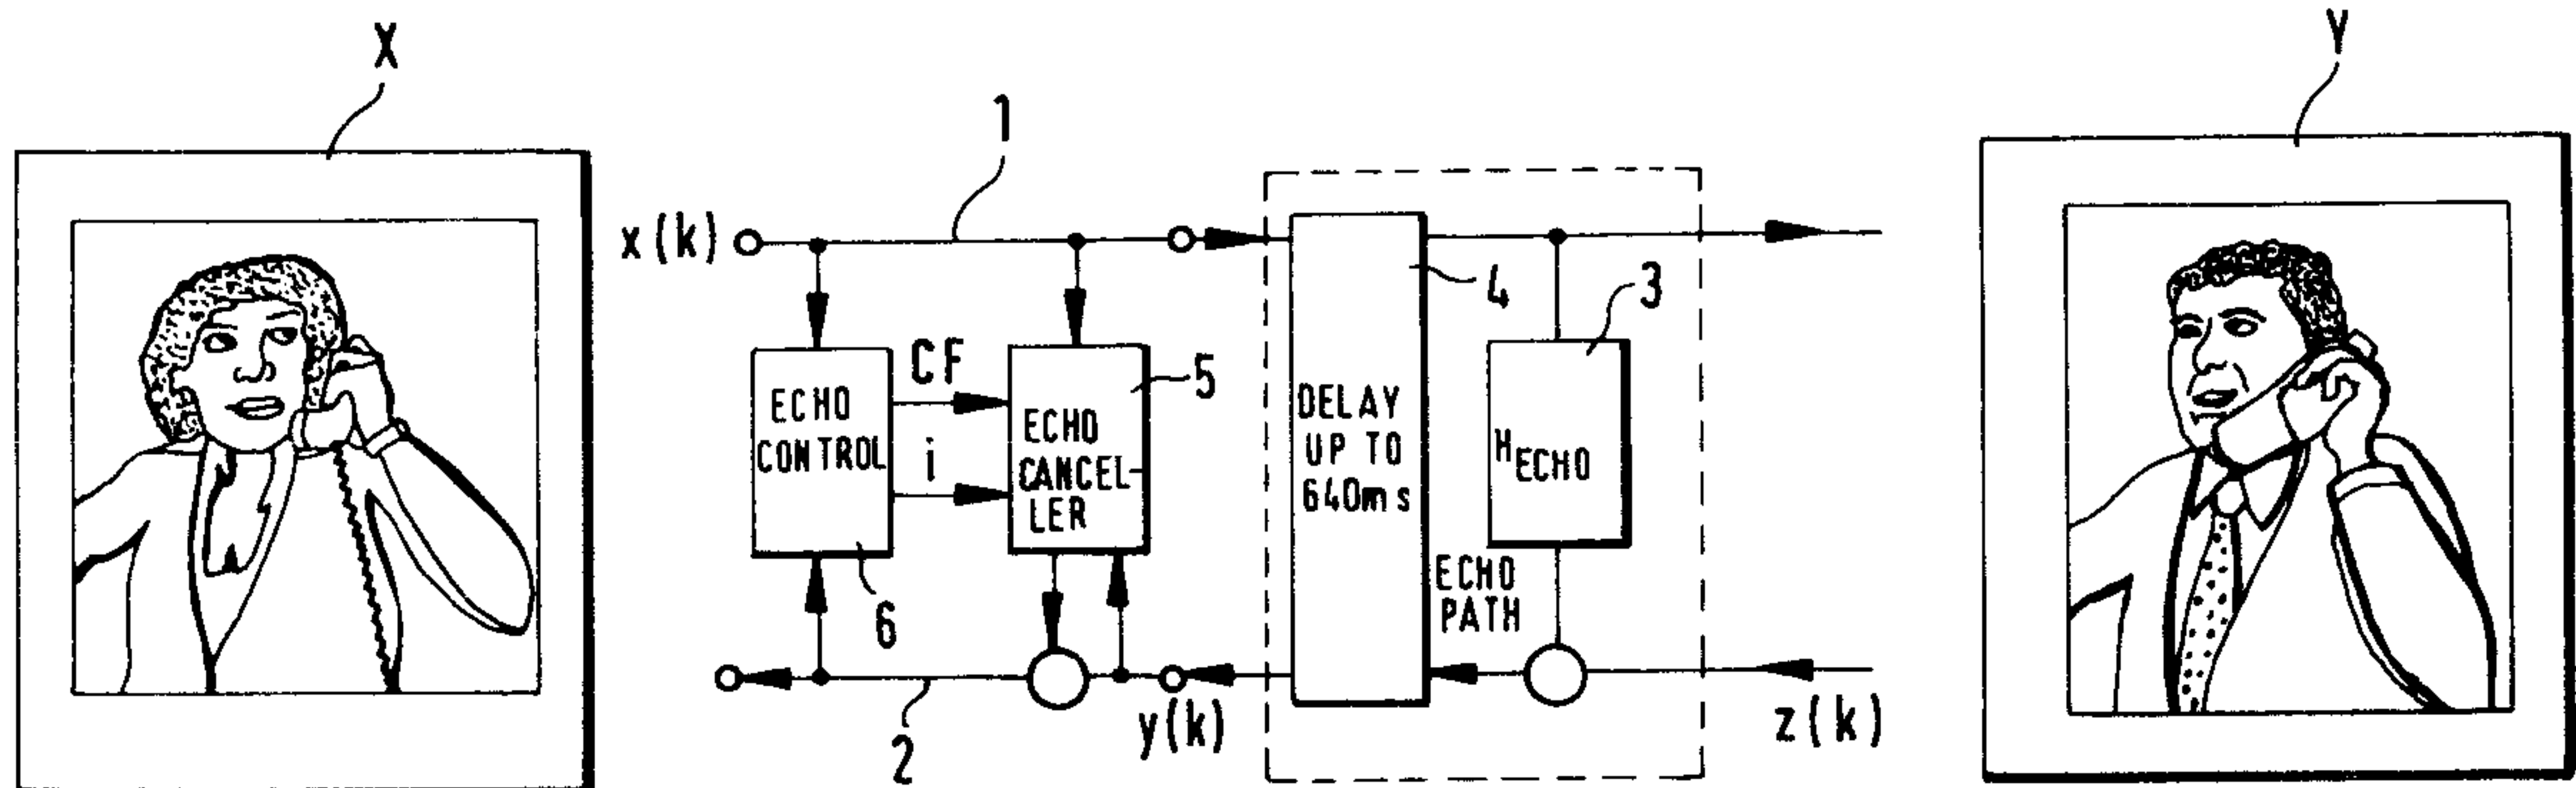 X
Y
1
x(k)
4
3
CF
5
ECHO
CONTROL
i
ECHO
CANCEL-
LER
DELAY
UP TO
640ms
HECHO
ECHO
PATH
6
2
y(k)
z(k)